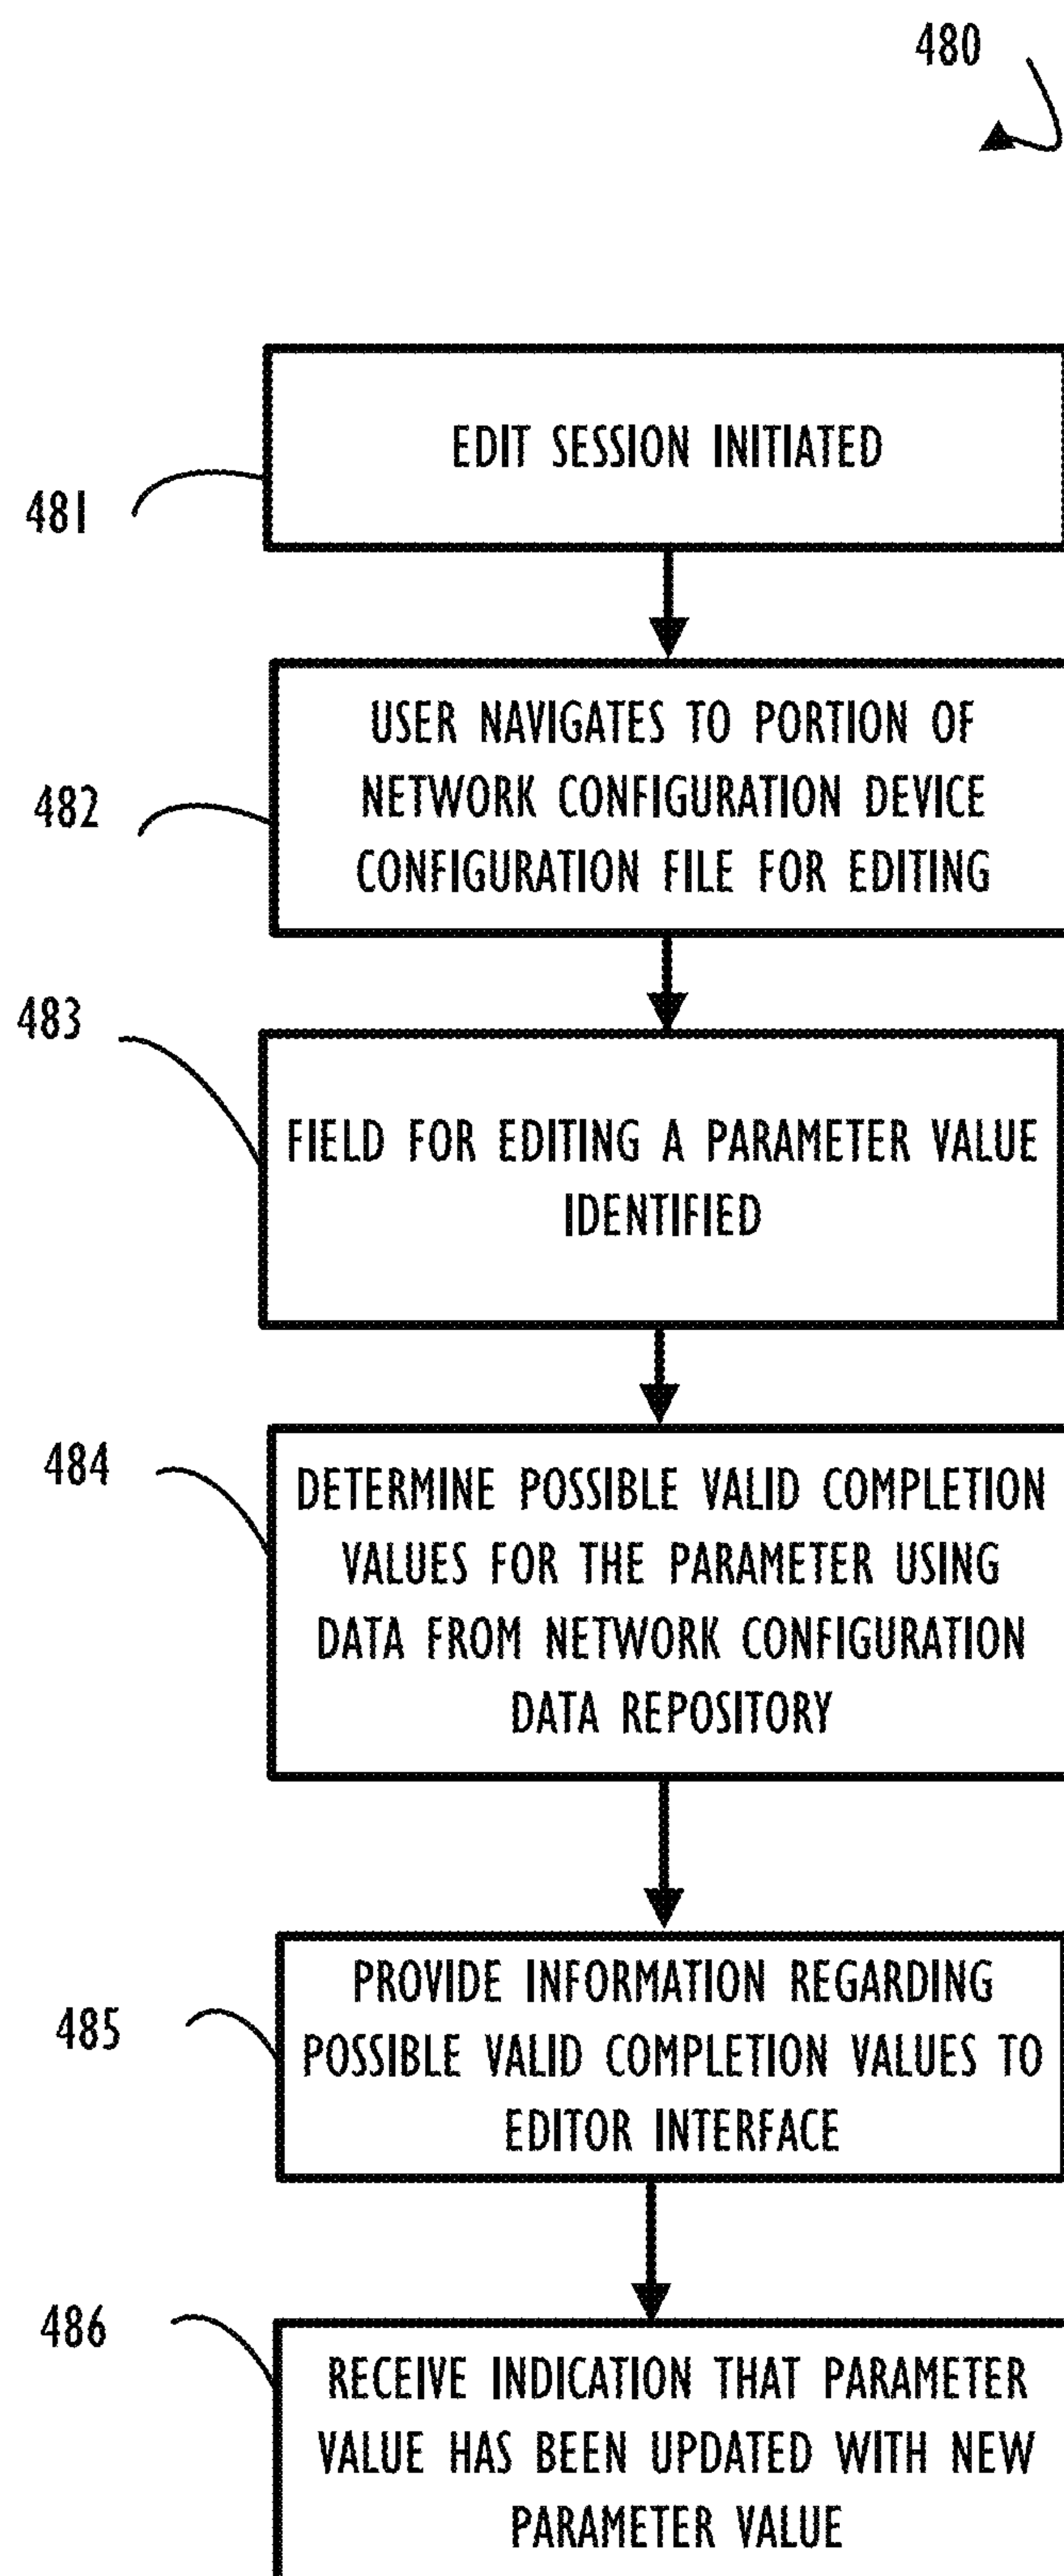 480
EDIT SESSION INITIATED
481
USER NAVIGATES TO PORTION OF
NETWORK CONFIGURATION DEVICE
CONFIGURATION FILE FOR EDITING
482
483
FIELD FOR EDITING A PARAMETER VALUE
IDENTIFIED
484
DETERMINE POSSIBLE VALID COMPLETION
VALUES FOR THE PARAMETER USING
DATA FROM NETWORK CONFIGURATION
DATA REPOSITORY
485
PROVIDE INFORMATION REGARDING
POSSIBLE VALID COMPLETION VALUES TO
EDITOR INTERFACE
486
RECEIVE INDICATION THAT PARAMETER
VALUE HAS BEEN UPDATED WITH NEW
PARAMETER VALUE